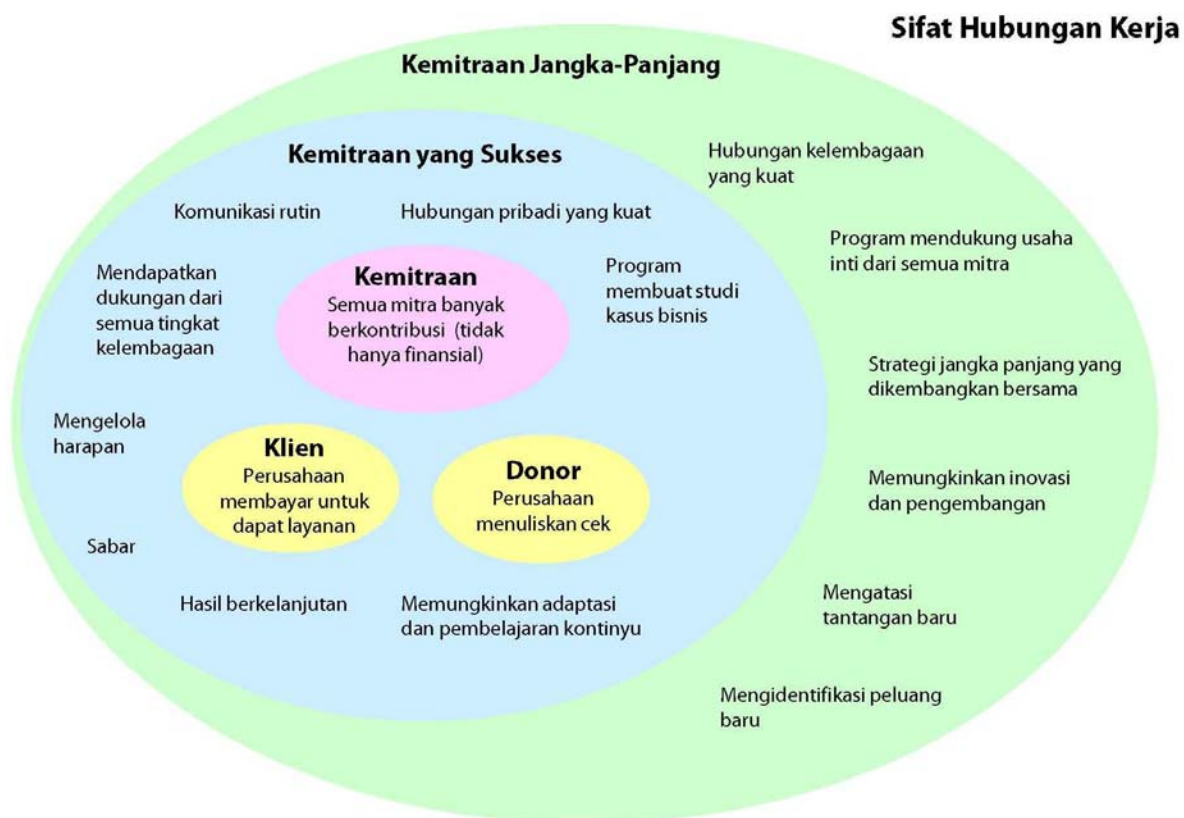 Sifat Hubungan Kerja
Kemitraan Jangka-Panjang
Kemitraan yang Sukses
Komunikasi rutin
Hubungan pribadi yang kuat
Mendapatkan
dukungan dari
semua tingkat
kelembagaan
Kemitraan
Semua mitra banyak
berkontribusi (tidak
hanya finansial)
Program
membuat studi
kasus bisnis
Mengelola
harapan
Klien
Perusahaan
membayar untuk
dapat layanan
Donor
Perusahaan
menuliskan cek
Sabar
Hasil berkelanjutan
Memungkinkan adaptasi
dan pembelajaran kontinyu
Hubungan kelembagaan
yang kuat
Program mendukung usaha
inti dari semua mitra
Strategi jangka panjang yang
dikembangkan bersama
Memungkinkan inovasi
dan pengembangan
Mengatasi
tantangan baru
Mengidentifikasi peluang
baru